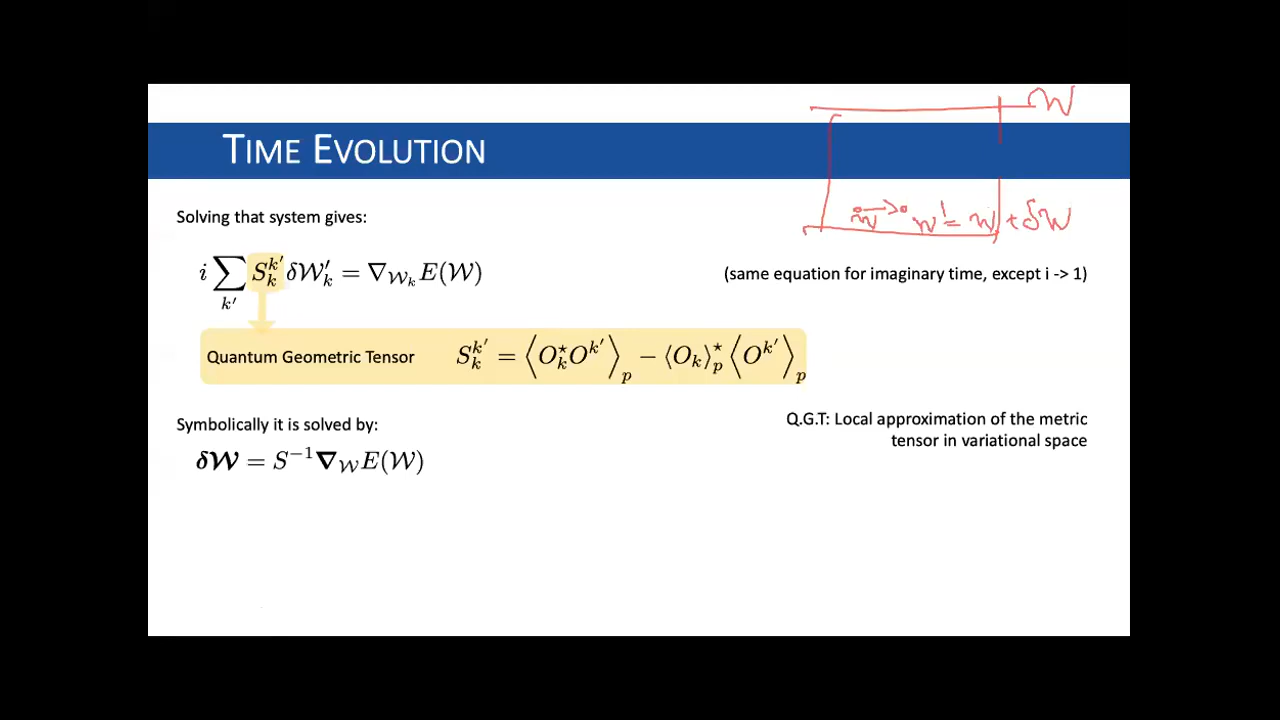 W
TIME EVOLUTION
W W' = W + δW
Solving that system gives:
i ∑_{k'} S_k^{k'} δ𝒲'_k = ∇_{𝒲_k} E(𝒲)
(same equation for imaginary time, except i -> 1)
Quantum Geometric Tensor S_k^{k'} = ⟨O_k^⋆ O^{k'}⟩_p − ⟨O_k⟩_p^⋆ ⟨O^{k'}⟩_p
Symbolically it is solved by:
δ𝒲 = S^{−1} ∇_𝒲 E(𝒲)
Q.G.T: Local approximation of the metric
tensor in variational space